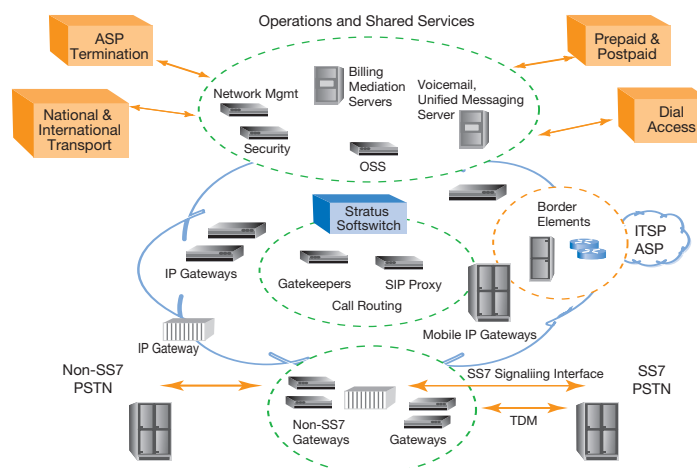 Operations and Shared Services
ASP
Termination
Prepaid &
Postpaid
National &
International
Transport
Dial
Access
Network Mgmt
Billing
Mediation
Servers
Voicemail,
Unified Messaging
Server
Security
OSS
Stratus
Softswitch
Border
Elements
ITSP
ASP
IP Gateways
Gatekeepers
SIP Proxy
Call Routing
Mobile IP Gateways
IP Gateway
Non-SS7
PSTN
SS7 Signaliing Interface
SS7
PSTN
Non-SS7
Gateways
Gateways
TDM